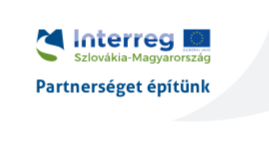 Interreg
Szlovákia-Magyarország
Partnerséget építünk